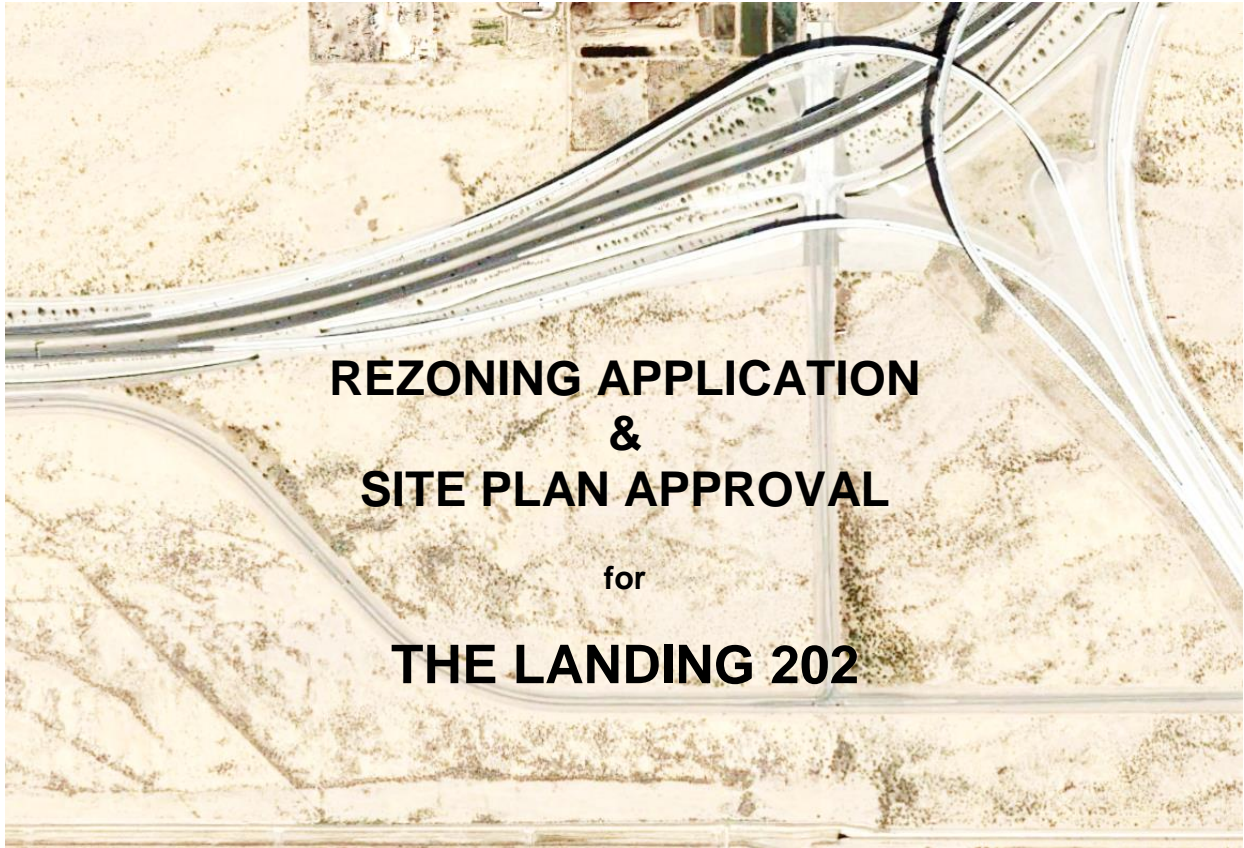 REZONING APPLICATION
&
SITE PLAN APPROVAL
for
THE LANDING 202